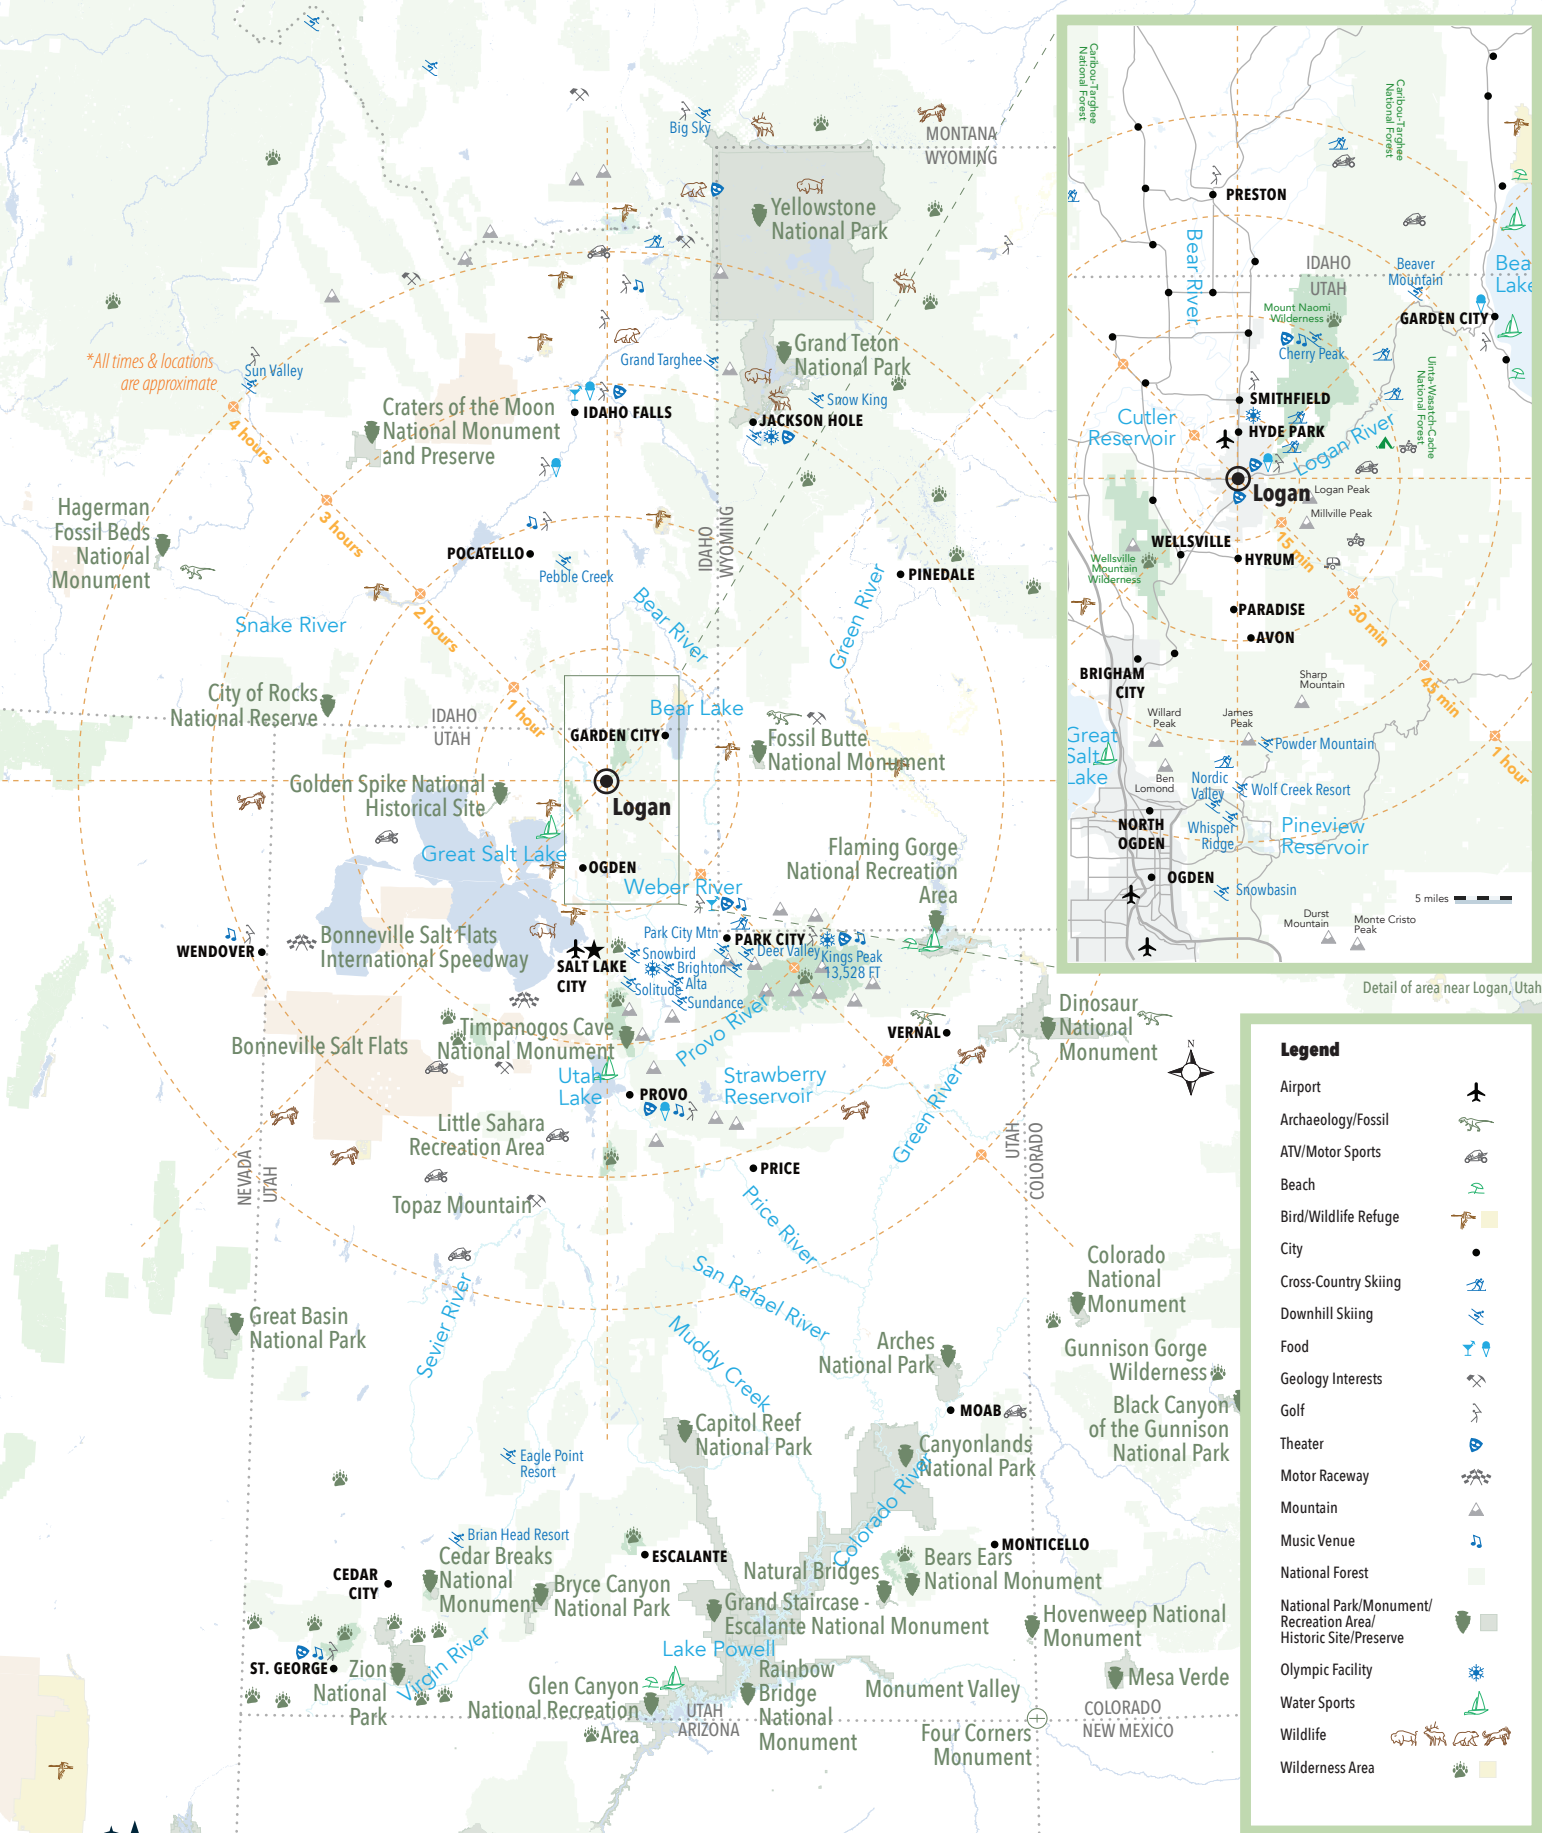 Big Sky
MONTANA
WYOMING
Yellowstone
National Park
*All times & locations
are approximate
Sun Valley
Grand Targhee
Grand Teton
National Park
Snow King
4 hours
Craters of the Moon
National Monument
and Preserve
IDAHO FALLS
JACKSON HOLE
Hagerman
Fossil Beds
National
Monument
3 hours
POCATELLO
Pebble Creek
IDAHO
WYOMING
PINEDALE
2 hours
Snake River
Bear River
Green River
City of Rocks
National Reserve
IDAHO
UTAH
1 hour
Bear Lake
GARDEN CITY
Fossil Butte
National Monument
Golden Spike National
Historical Site
Logan
Great Salt Lake
OGDEN
Weber River
Flaming Gorge
National Recreation
Area
WENDOVER
Bonneville Salt Flats
International Speedway
SALT LAKE
CITY
Park City Mtn
PARK CITY
Snowbird
Deer Valley
Kings Peak
13,528 FT
Brighton
Solitude
Alta
Sundance
Timpanogos Cave
National Monument
Provo River
VERNAL
Dinosaur
National
Monument
N
Bonneville Salt Flats
Utah
Lake
PROVO
Strawberry
Reservoir
Green River
Little Sahara
Recreation Area
UTAH
COLORADO
NEVADA
UTAH
PRICE
Topaz Mountain
Price River
San Rafael River
Sevier River
Muddy Creek
Colorado
National
Monument
Great Basin
National Park
Arches
National Park
Gunnison Gorge
Wilderness
MOAB
Black Canyon
of the Gunnison
National Park
Capitol Reef
National Park
Canyonlands
National Park
Colorado River
Eagle Point
Resort
Brian Head Resort
Cedar Breaks
National
Monument
CEDAR
CITY
Bryce Canyon
National Park
ESCALANTE
MONTICELLO
Natural Bridges
Bears Ears
National Monument
Grand Staircase -
Escalante National Monument
Hovenweep National
Monument
ST. GEORGE
Zion
National
Park
Virgin River
Lake Powell
Glen Canyon
National Recreation
Area
UTAH
ARIZONA
Rainbow
Bridge
National
Monument
Monument Valley
Mesa Verde
Four Corners
Monument
COLORADO
NEW MEXICO
Caribou-Targhee
National Forest
Caribou-Targhee
National Forest
PRESTON
Bear River
IDAHO
UTAH
Beaver
Mountain
Bea
Lake
Mount Naomi
Wilderness
GARDEN CITY
Cherry Peak
Uinta-Wasatch-Cache
National Forest
SMITHFIELD
Cutler
Reservoir
HYDE PARK
Logan River
Logan
Logan Peak
Millville Peak
15 min
WELLSVILLE
HYRUM
Wellsville
Mountain
Wilderness
30 min
PARADISE
AVON
BRIGHAM
CITY
Sharp
Mountain
45 min
Willard
Peak
James
Peak
Great
Salt
Lake
Powder Mountain
1 hour
Ben
Lomond
Nordic
Valley
Wolf Creek Resort
NORTH
OGDEN
Whisper
Ridge
Pineview
Reservoir
OGDEN
Snowbasin
5 miles
Durst
Mountain
Monte Cristo
Peak
Detail of area near Logan, Utah
Legend
Airport
Archaeology/Fossil
ATV/Motor Sports
Beach
Bird/Wildlife Refuge
City
Cross-Country Skiing
Downhill Skiing
Food
Geology Interests
Golf
Theater
Motor Raceway
Mountain
Music Venue
National Forest
National Park/Monument/
Recreation Area/
Historic Site/Preserve
Olympic Facility
Water Sports
Wildlife
Wilderness Area